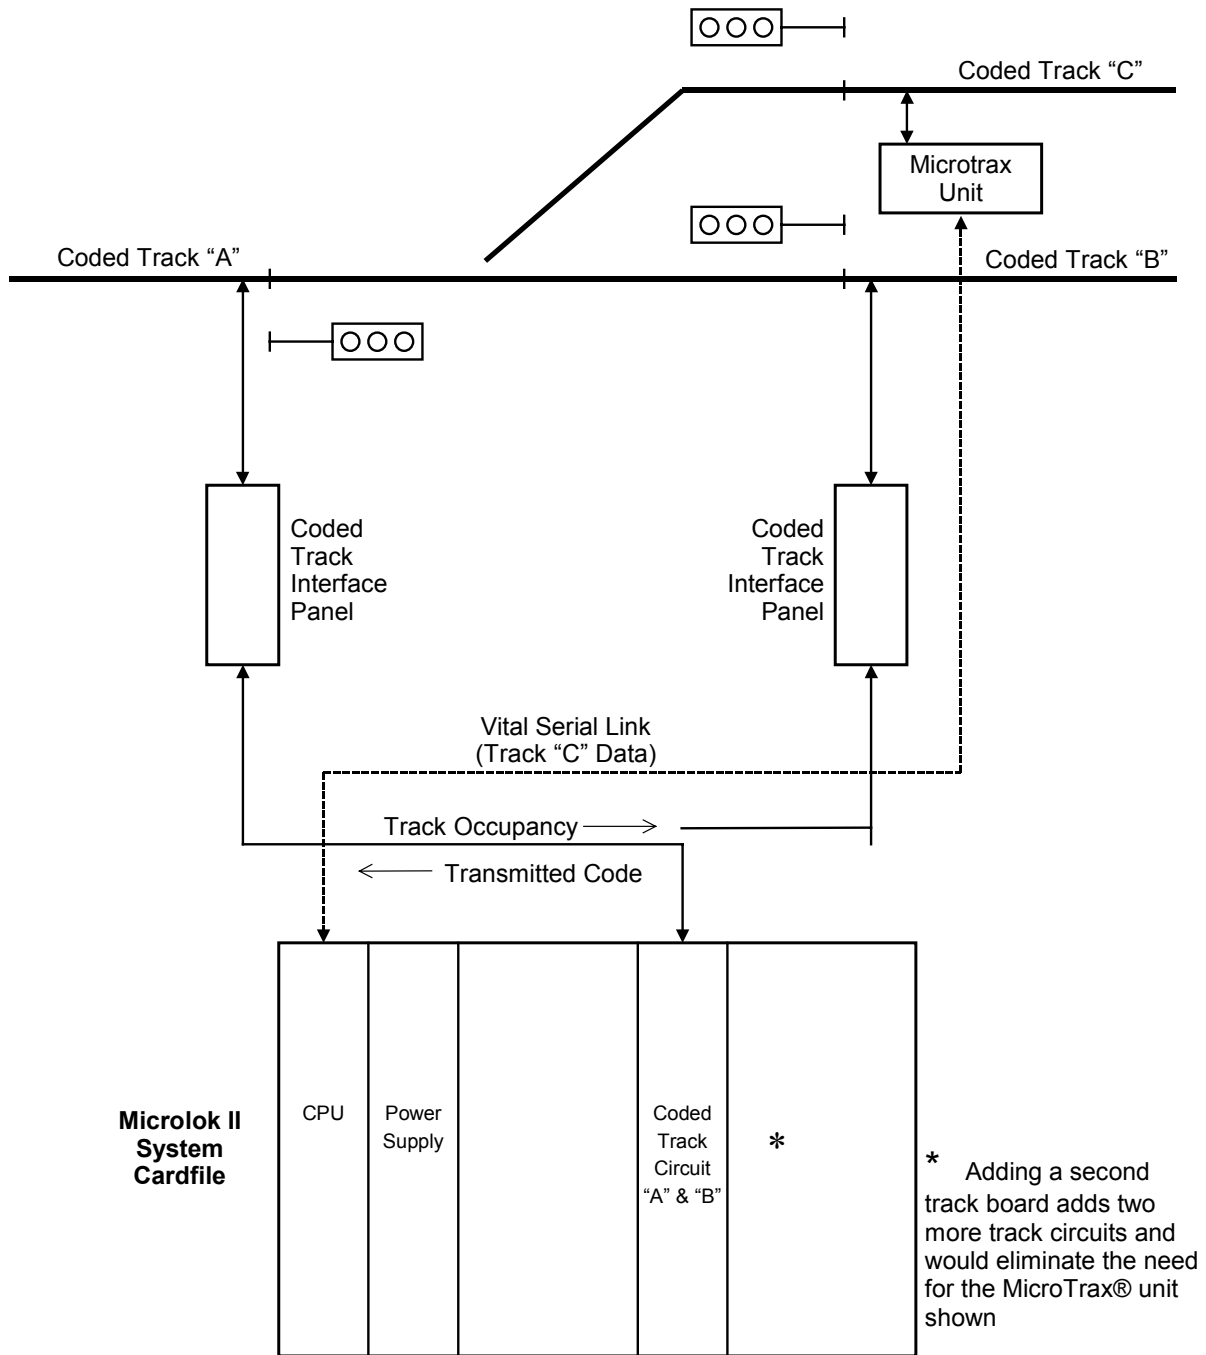 Coded Track “C”
Microtrax
Unit
Coded Track “A”
Coded Track “B”
Coded
Track
Interface
Panel
Coded
Track
Interface
Panel
Vital Serial Link
(Track “C” Data)
Track Occupancy
Transmitted Code
Microlok II
System
Cardfile
CPU
Power
Supply
Coded
Track
Circuit
“A” & “B”
*
* Adding a second
track board adds two
more track circuits and
would eliminate the need
for the MicroTrax® unit
shown